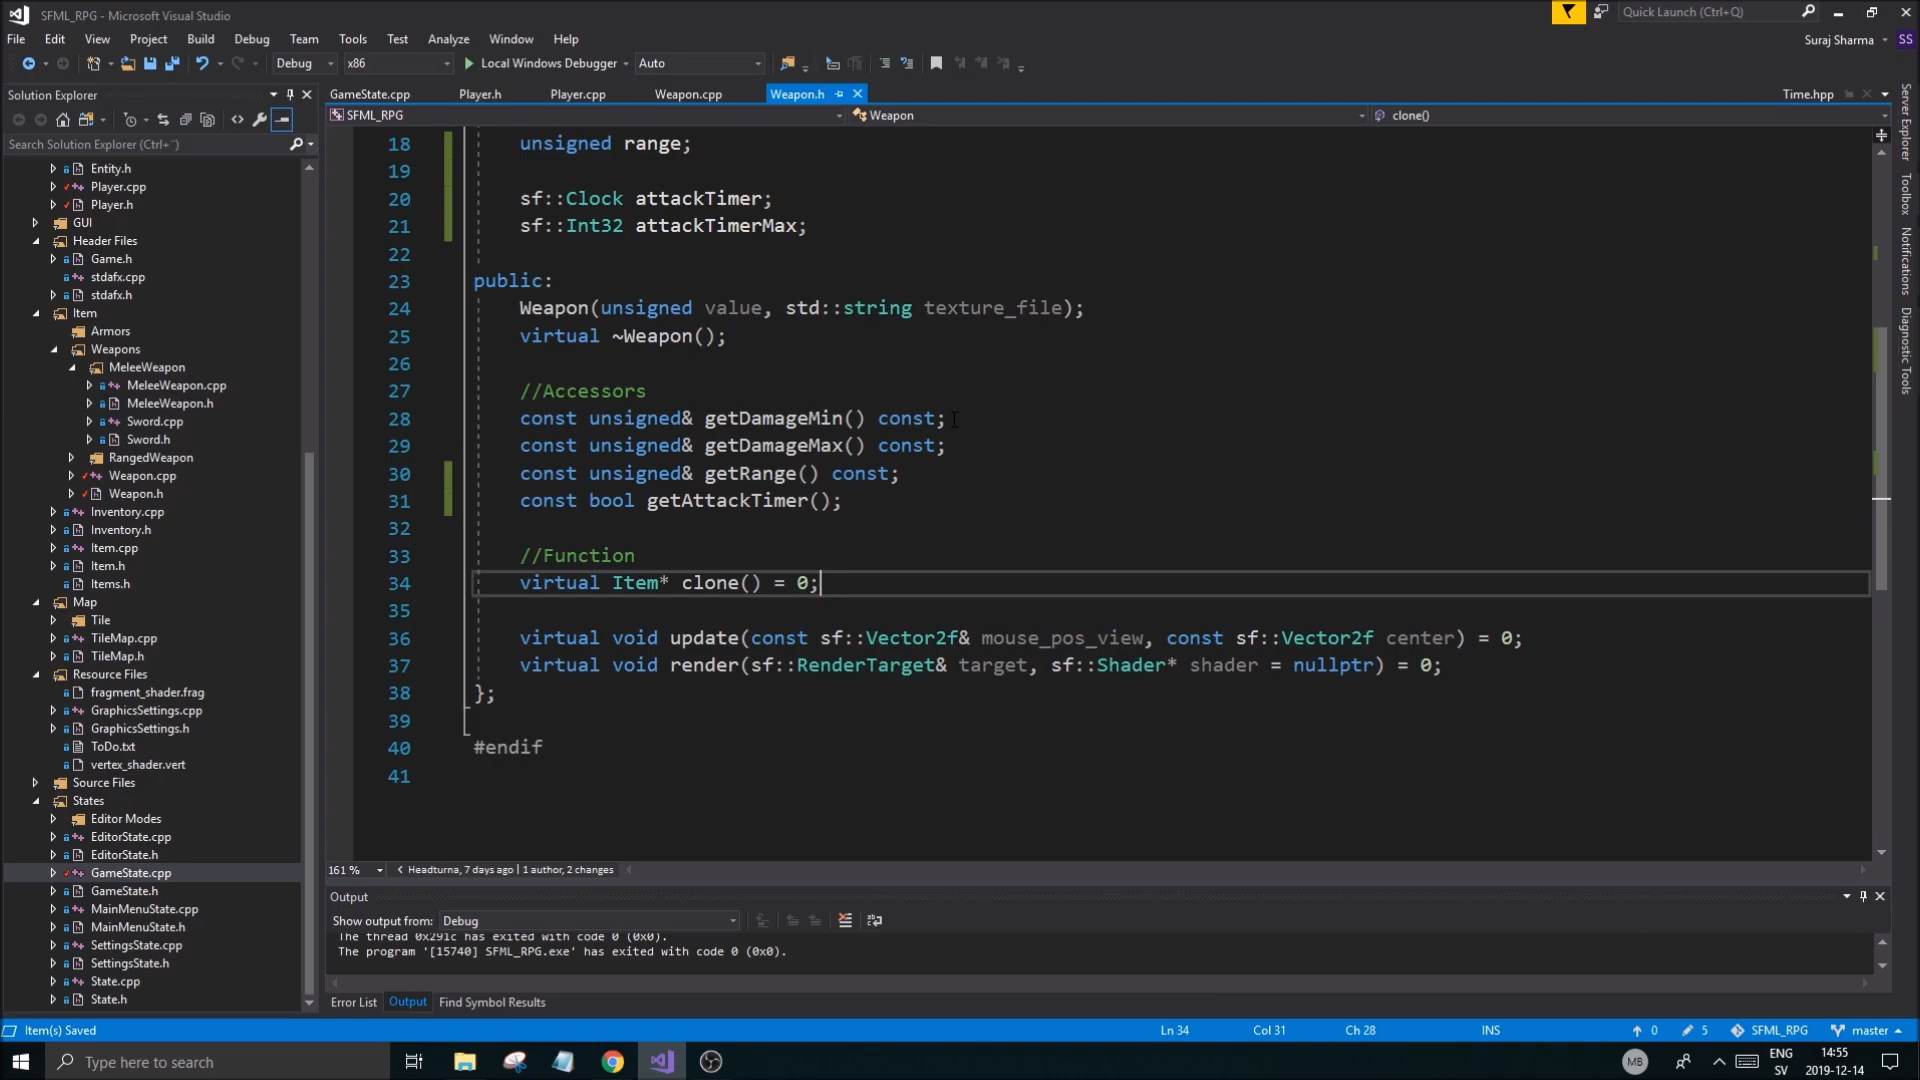 SFML_RPG - Microsoft Visual Studio
Quick Launch (Ctrl+Q)
File Edit View Project Build Debug Team Tools Test Analyze Window Help
Suraj Sharma SS
Debug x86 Local Windows Debugger Auto
Solution Explorer
GameState.cpp Player.h Player.cpp Weapon.cpp Weapon.h Time.hpp
SFML_RPG Weapon clone()
Search Solution Explorer (Ctrl+¨)
Entity.h
Player.cpp
Player.h
GUI
Header Files
Game.h
stdafx.cpp
stdafx.h
Item
Armors
Weapons
MeleeWeapon
MeleeWeapon.cpp
MeleeWeapon.h
Sword.cpp
Sword.h
RangedWeapon
Weapon.cpp
Weapon.h
Inventory.cpp
Inventory.h
Item.cpp
Item.h
Items.h
Map
Tile
TileMap.cpp
TileMap.h
Resource Files
fragment_shader.frag
GraphicsSettings.cpp
GraphicsSettings.h
ToDo.txt
vertex_shader.vert
Source Files
States
Editor Modes
EditorState.cpp
EditorState.h
GameState.cpp
GameState.h
MainMenuState.cpp
MainMenuState.h
SettingsState.cpp
SettingsState.h
State.cpp
State.h
18 unsigned range;
19
20 sf::Clock attackTimer;
21 sf::Int32 attackTimerMax;
22
23 public:
24 Weapon(unsigned value, std::string texture_file);
25 virtual ~Weapon();
26
27 //Accessors
28 const unsigned& getDamageMin() const;
29 const unsigned& getDamageMax() const;
30 const unsigned& getRange() const;
31 const bool getAttackTimer();
32
33 //Function
34 virtual Item* clone() = 0;
35
36 virtual void update(const sf::Vector2f& mouse_pos_view, const sf::Vector2f center) = 0;
37 virtual void render(sf::RenderTarget& target, sf::Shader* shader = nullptr) = 0;
38 };
39
40 #endif
41
161 % Headturna, 7 days ago | 1 author, 2 changes
Output
Show output from: Debug
The thread 0x291c has exited with code 0 (0x0).
The program '[15740] SFML_RPG.exe' has exited with code 0 (0x0).
Error List Output Find Symbol Results
Server Explorer
Toolbox
Notifications
Diagnostic Tools
Item(s) Saved Ln 34 Col 31 Ch 28 INS 0 5 SFML_RPG master
Type here to search
MB
ENG
SV
14:55
2019-12-14